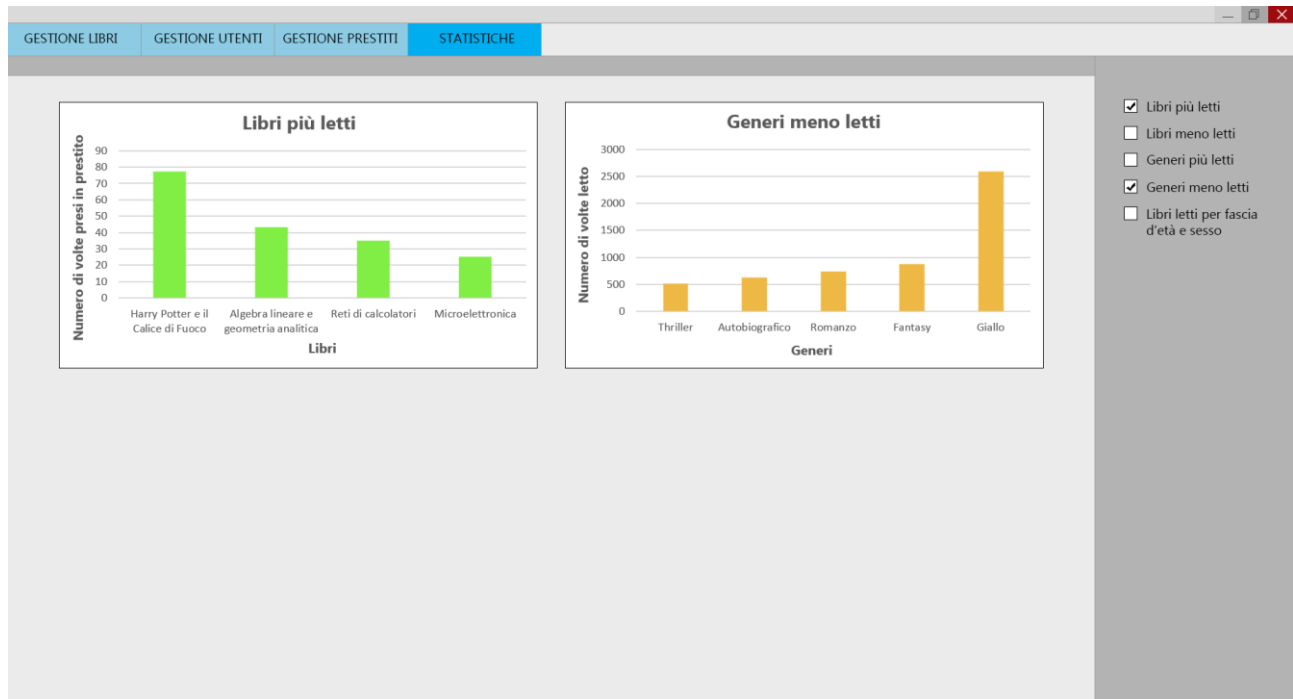 GESTIONE LIBRI
GESTIONE UTENTI
GESTIONE PRESTITI
STATISTICHE
Libri più letti
Numero di volte presi in prestito
90
80
70
60
50
40
30
20
10
0
Harry Potter e il
Calice di Fuoco
Algebra lineare e
geometria analitica
Reti di calcolatori
Microelettronica
Libri
Generi meno letti
Numero di volte letto
3000
2500
2000
1500
1000
500
0
Thriller
Autobiografico
Romanzo
Fantasy
Giallo
Generi
Libri più letti
Libri meno letti
Generi più letti
Generi meno letti
Libri letti per fascia
d'età e sesso